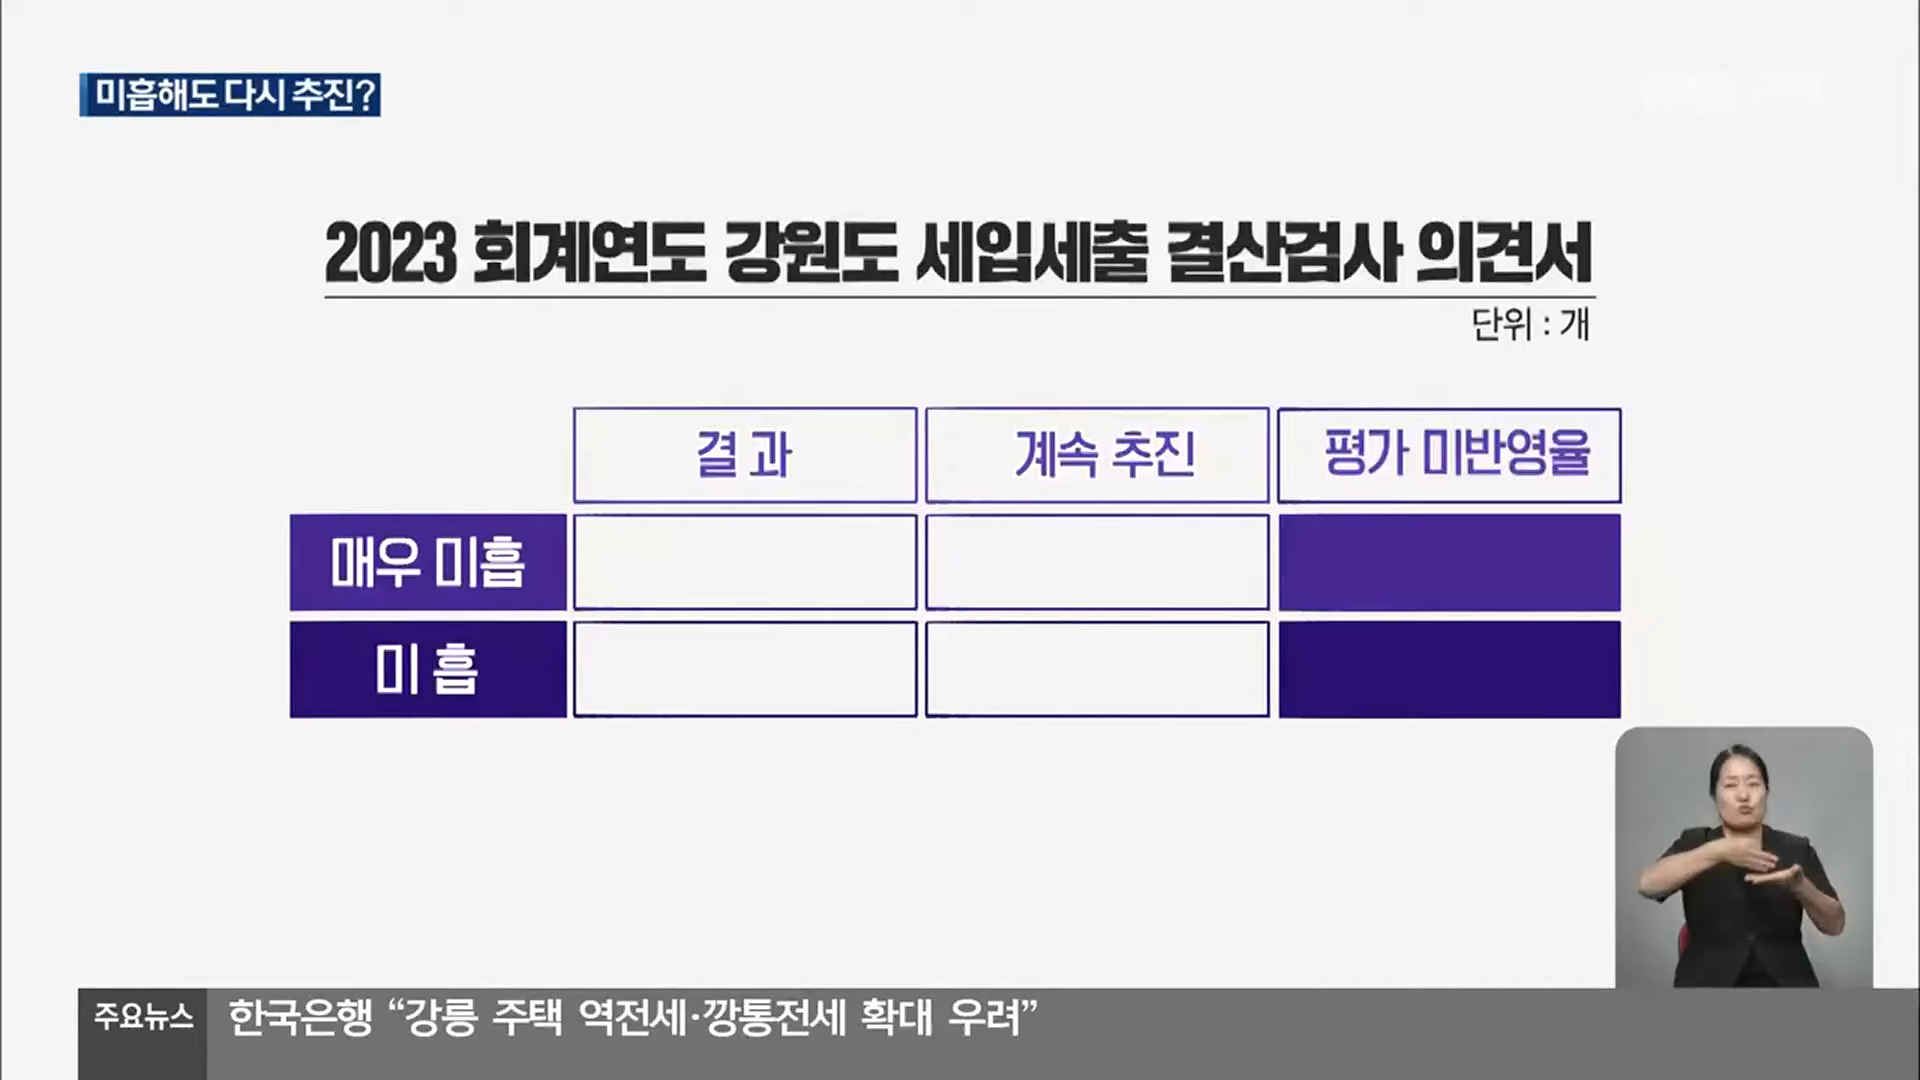 미흡해도 다시 추진?
2023 회계연도 강원도 세입세출 결산검사 의견서
단위 : 개
결 과 계속 추진 평가 미반영율
매우 미흡
미 흡
주요뉴스 한국은행 “강릉 주택 역전세·깡통전세 확대 우려”